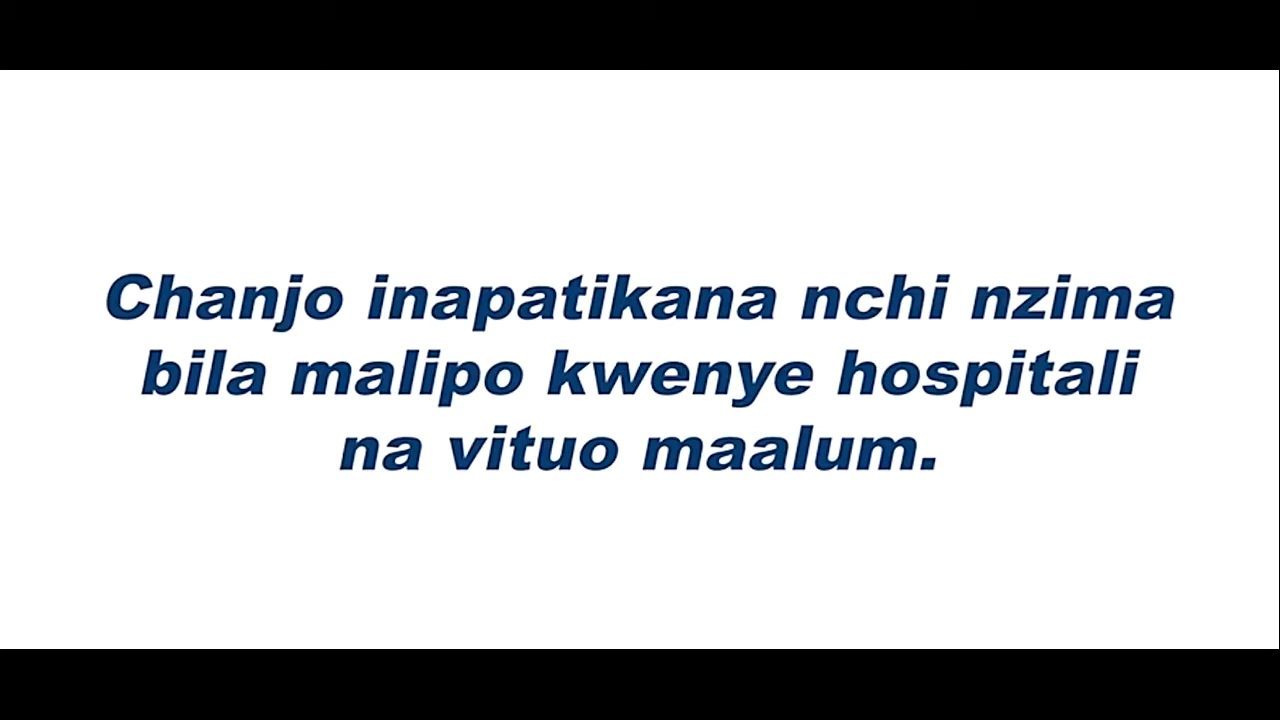 Chanjo inapatikana nchi nzima
bila malipo kwenye hospitali
na vituo maalum.